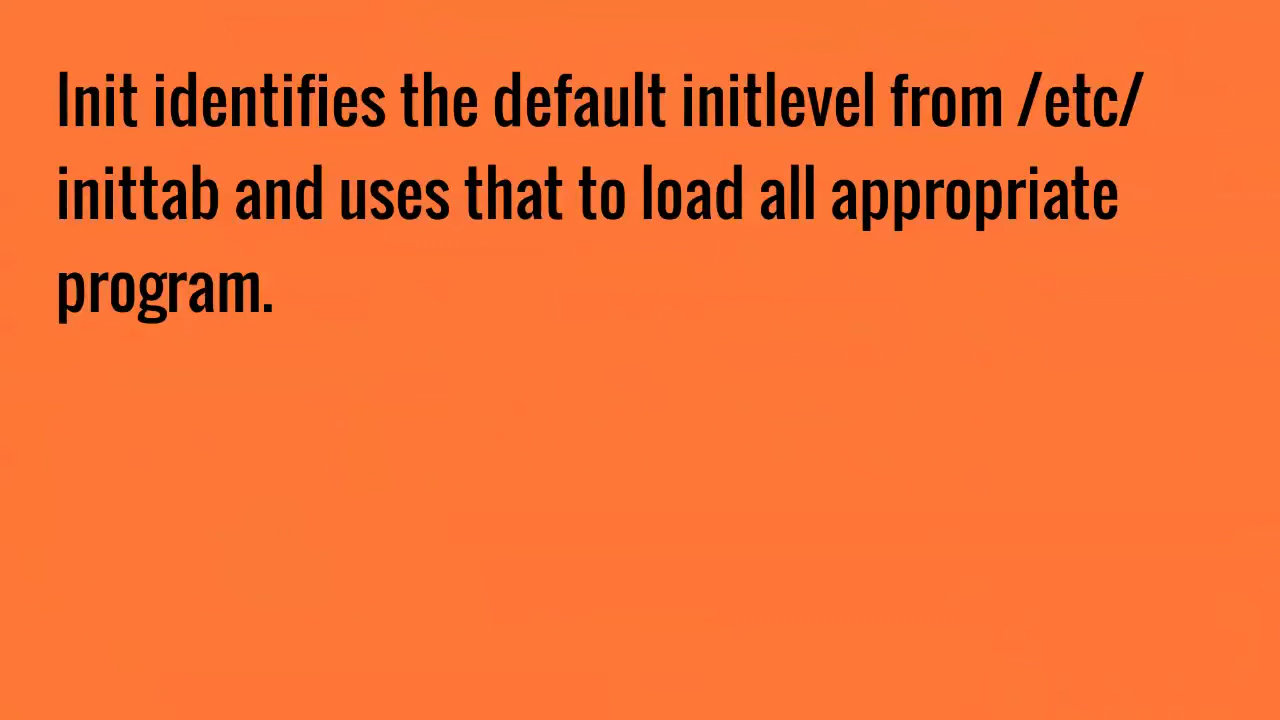 Init identifies the default initlevel from /etc/
inittab and uses that to load all appropriate
program.